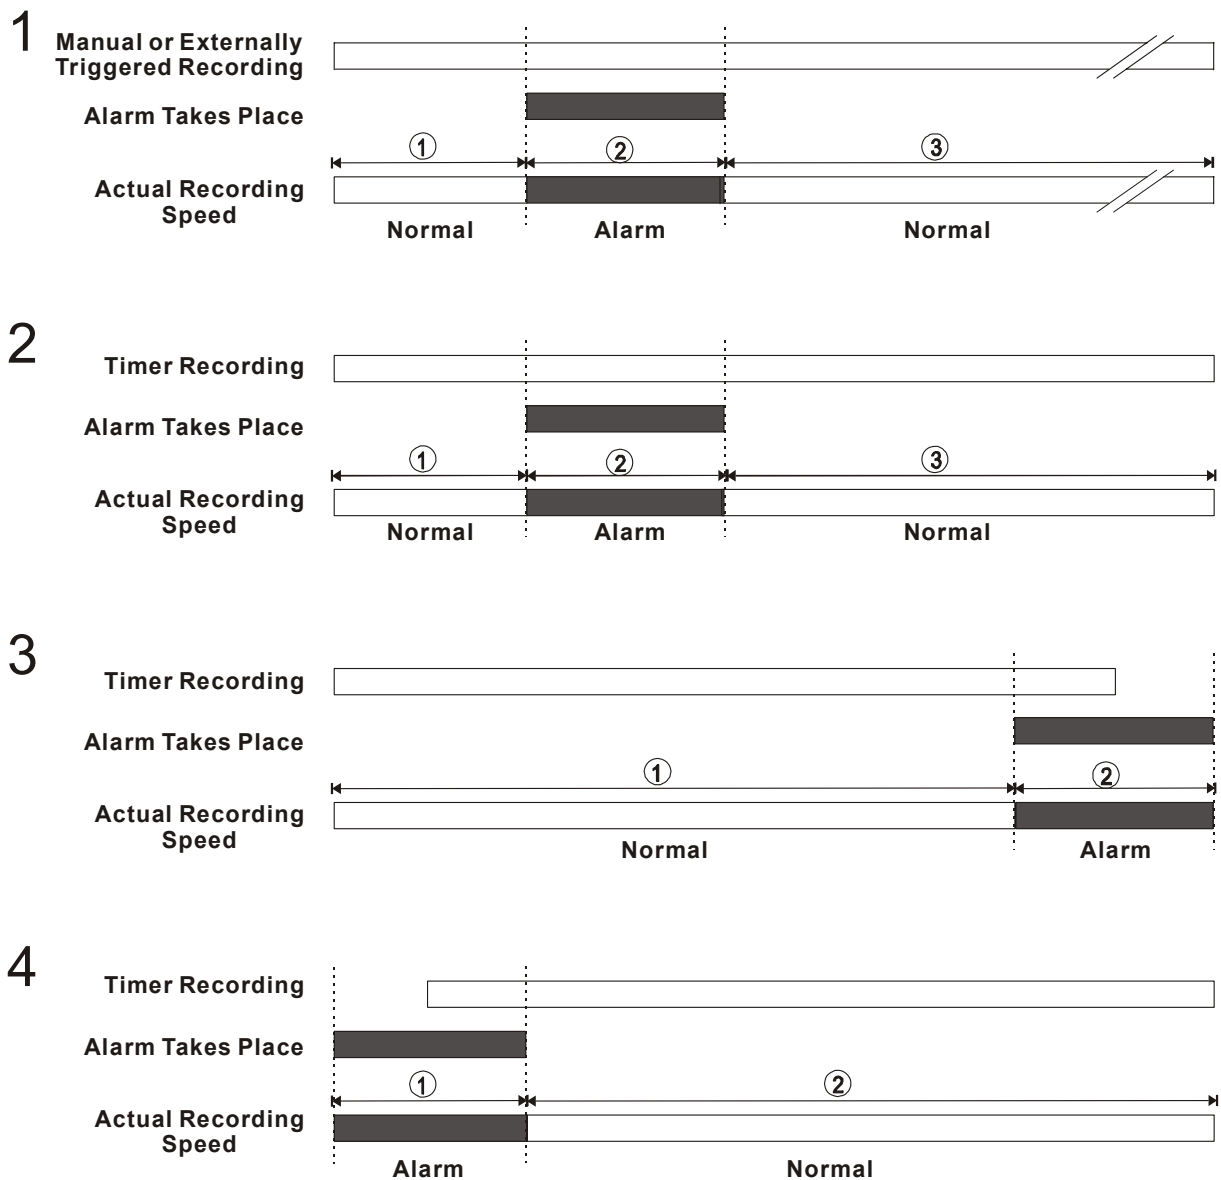 1
Manual or Externally
Triggered Recording
Alarm Takes Place
① ② ③
Actual Recording
Speed
Normal Alarm Normal
2
Timer Recording
Alarm Takes Place
① ② ③
Actual Recording
Speed
Normal Alarm Normal
3
Timer Recording
Alarm Takes Place
① ②
Actual Recording
Speed
Normal Alarm
4
Timer Recording
Alarm Takes Place
① ②
Actual Recording
Speed
Alarm Normal